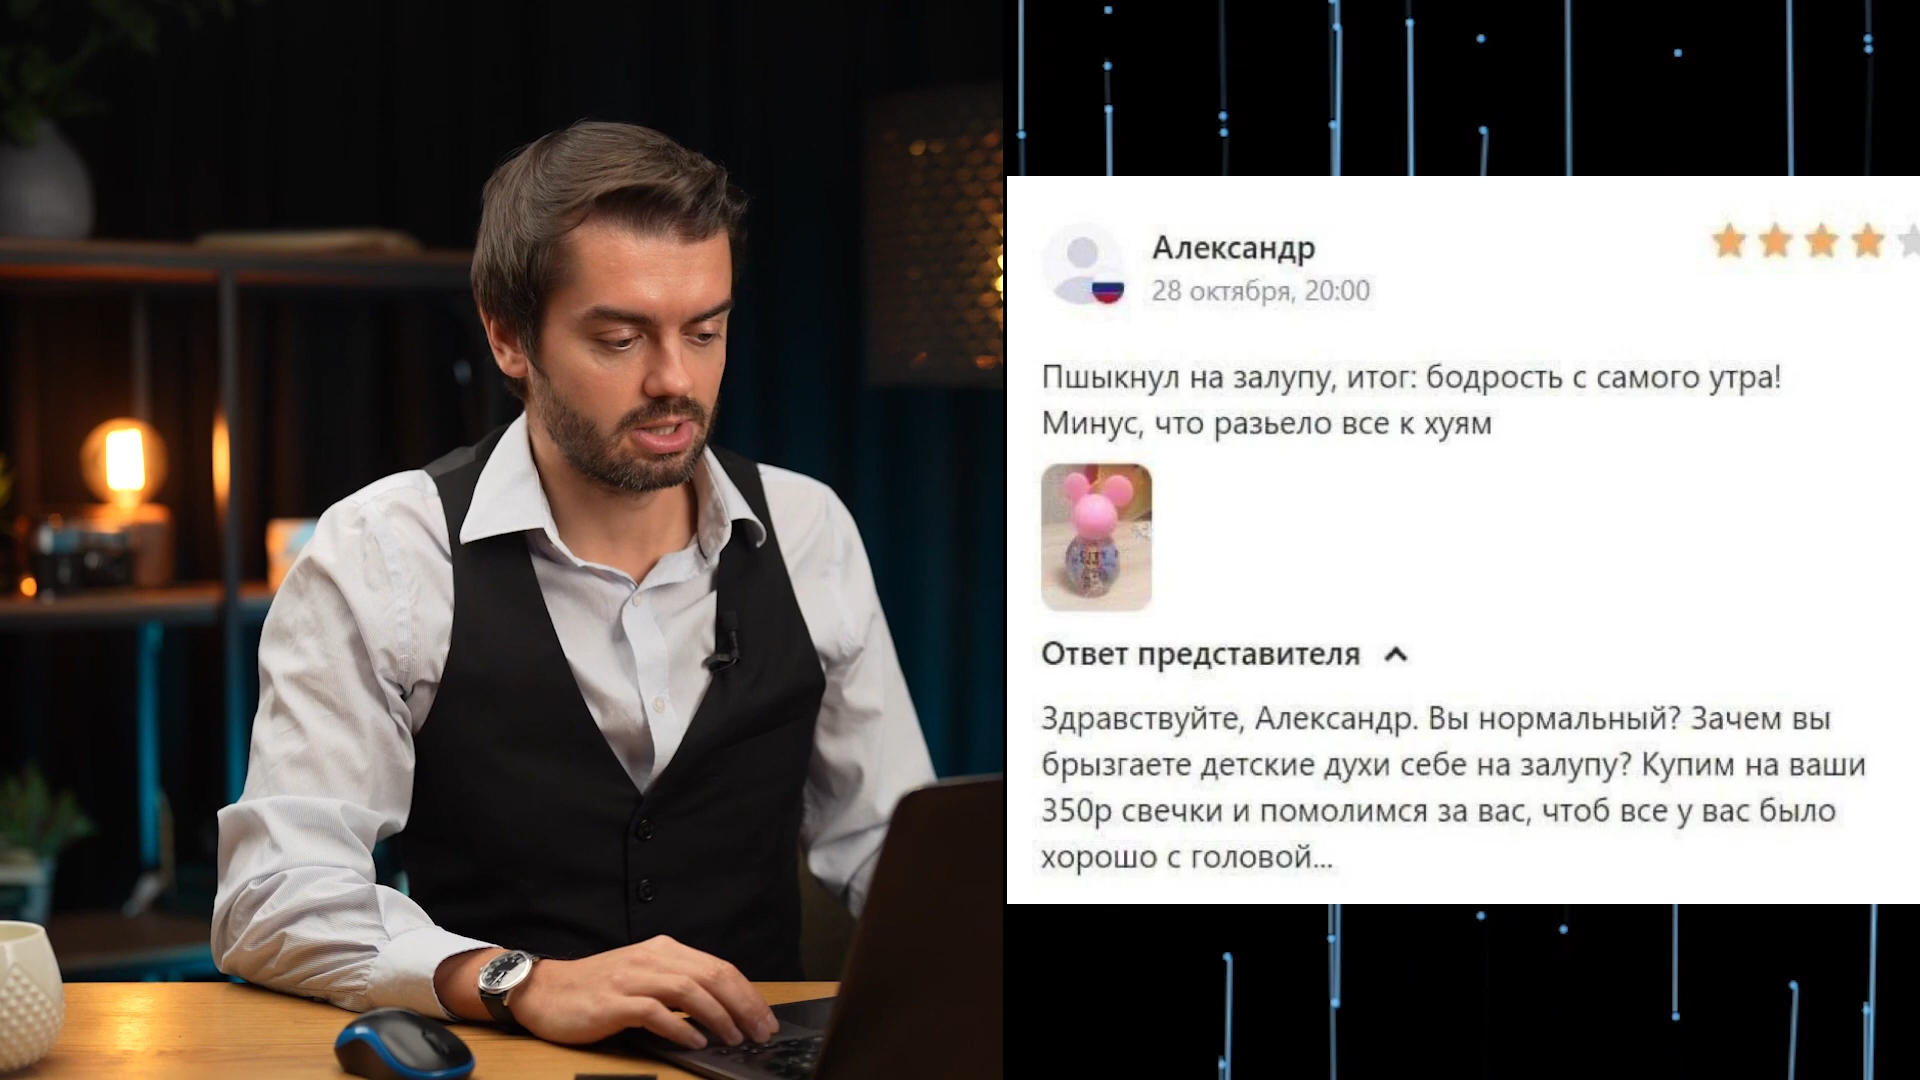 Александр
28 октября, 20:00
Пшыкнул на залупу, итог: бодрость с самого утра!
Минус, что разьело все к хуям
Ответ представителя
Здравствуйте, Александр. Вы нормальный? Зачем вы
брызгаете детские духи себе на залупу? Купим на ваши
350р свечки и помолимся за вас, чтоб все у вас было
хорошо с головой...